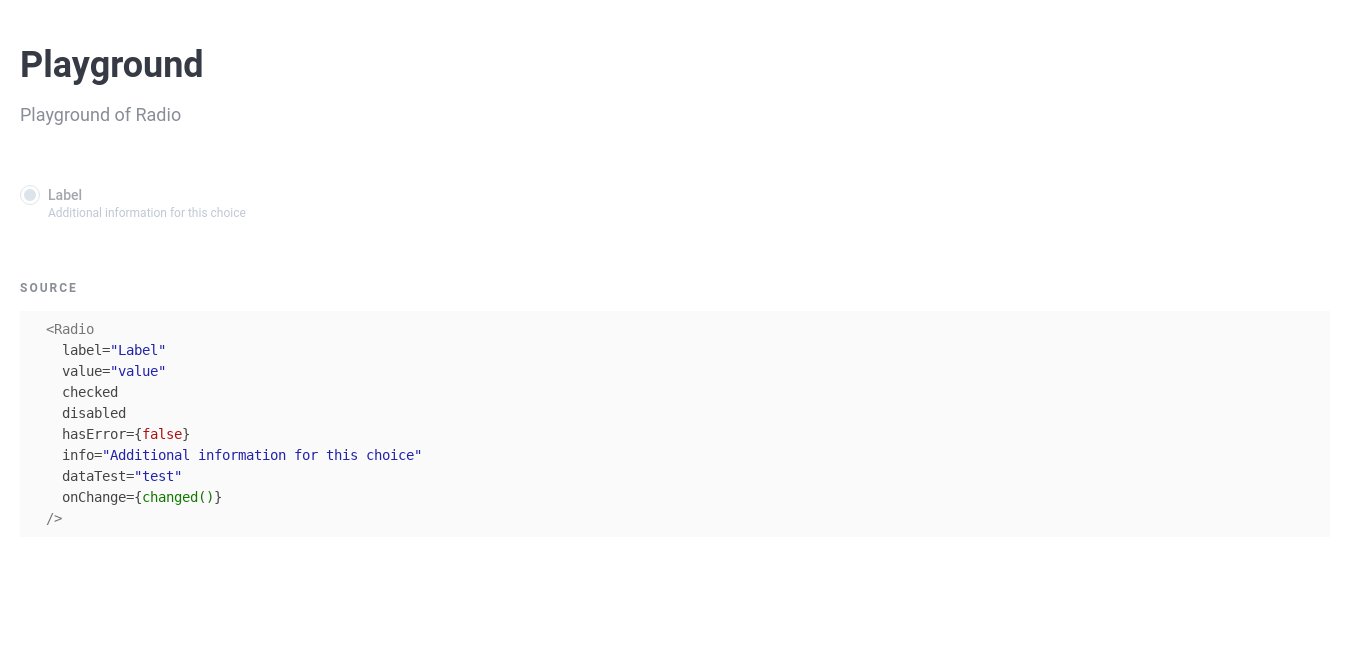 Playground
Playground of Radio
Label
Additional information for this choice
SOURCE
<Radio
  label="Label"
  value="value"
  checked
  disabled
  hasError={false}
  info="Additional information for this choice"
  dataTest="test"
  onChange={changed()}
/>